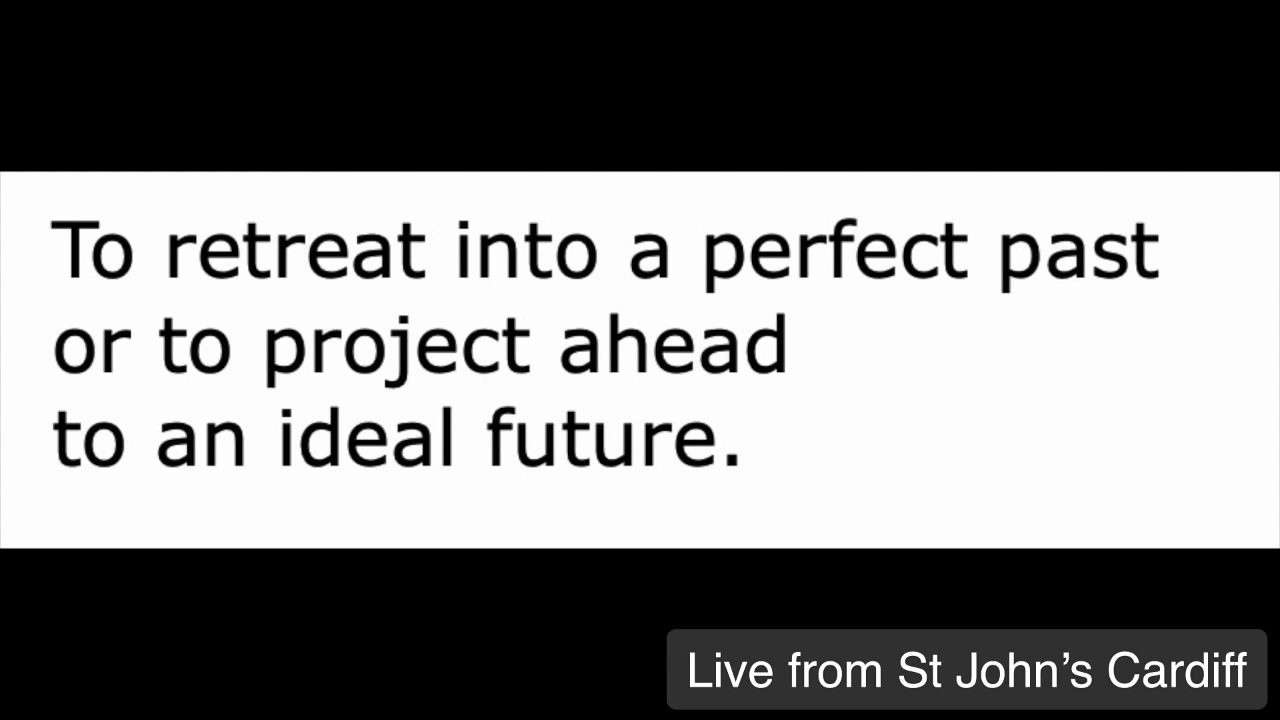 To retreat into a perfect past
or to project ahead
to an ideal future.
Live from St John’s Cardiff